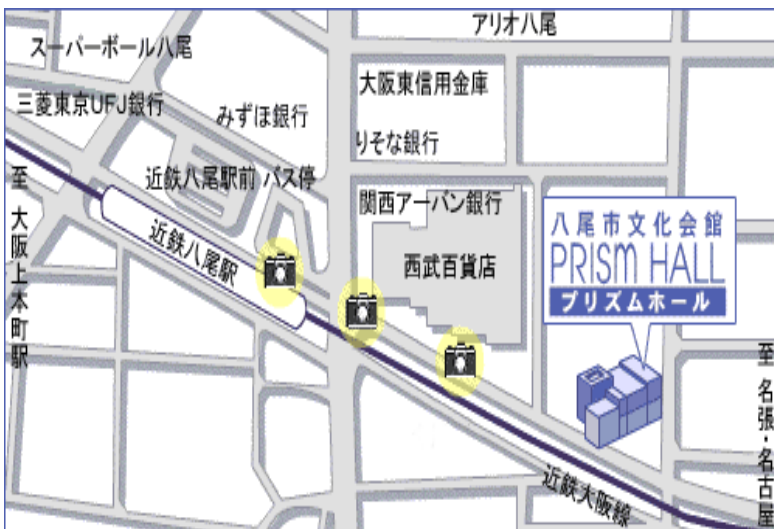 アリオ八尾
スーパーボール八尾
大阪東信用金庫
三菱東京UFJ銀行
みずほ銀行
りそな銀行
至 大阪上本町駅
近鉄八尾駅前 バス停
関西アーバン銀行
八尾市文化会館
PRISM HALL
プリズムホール
近鉄八尾駅
西武百貨店
至 名張・名古屋
近鉄大阪線